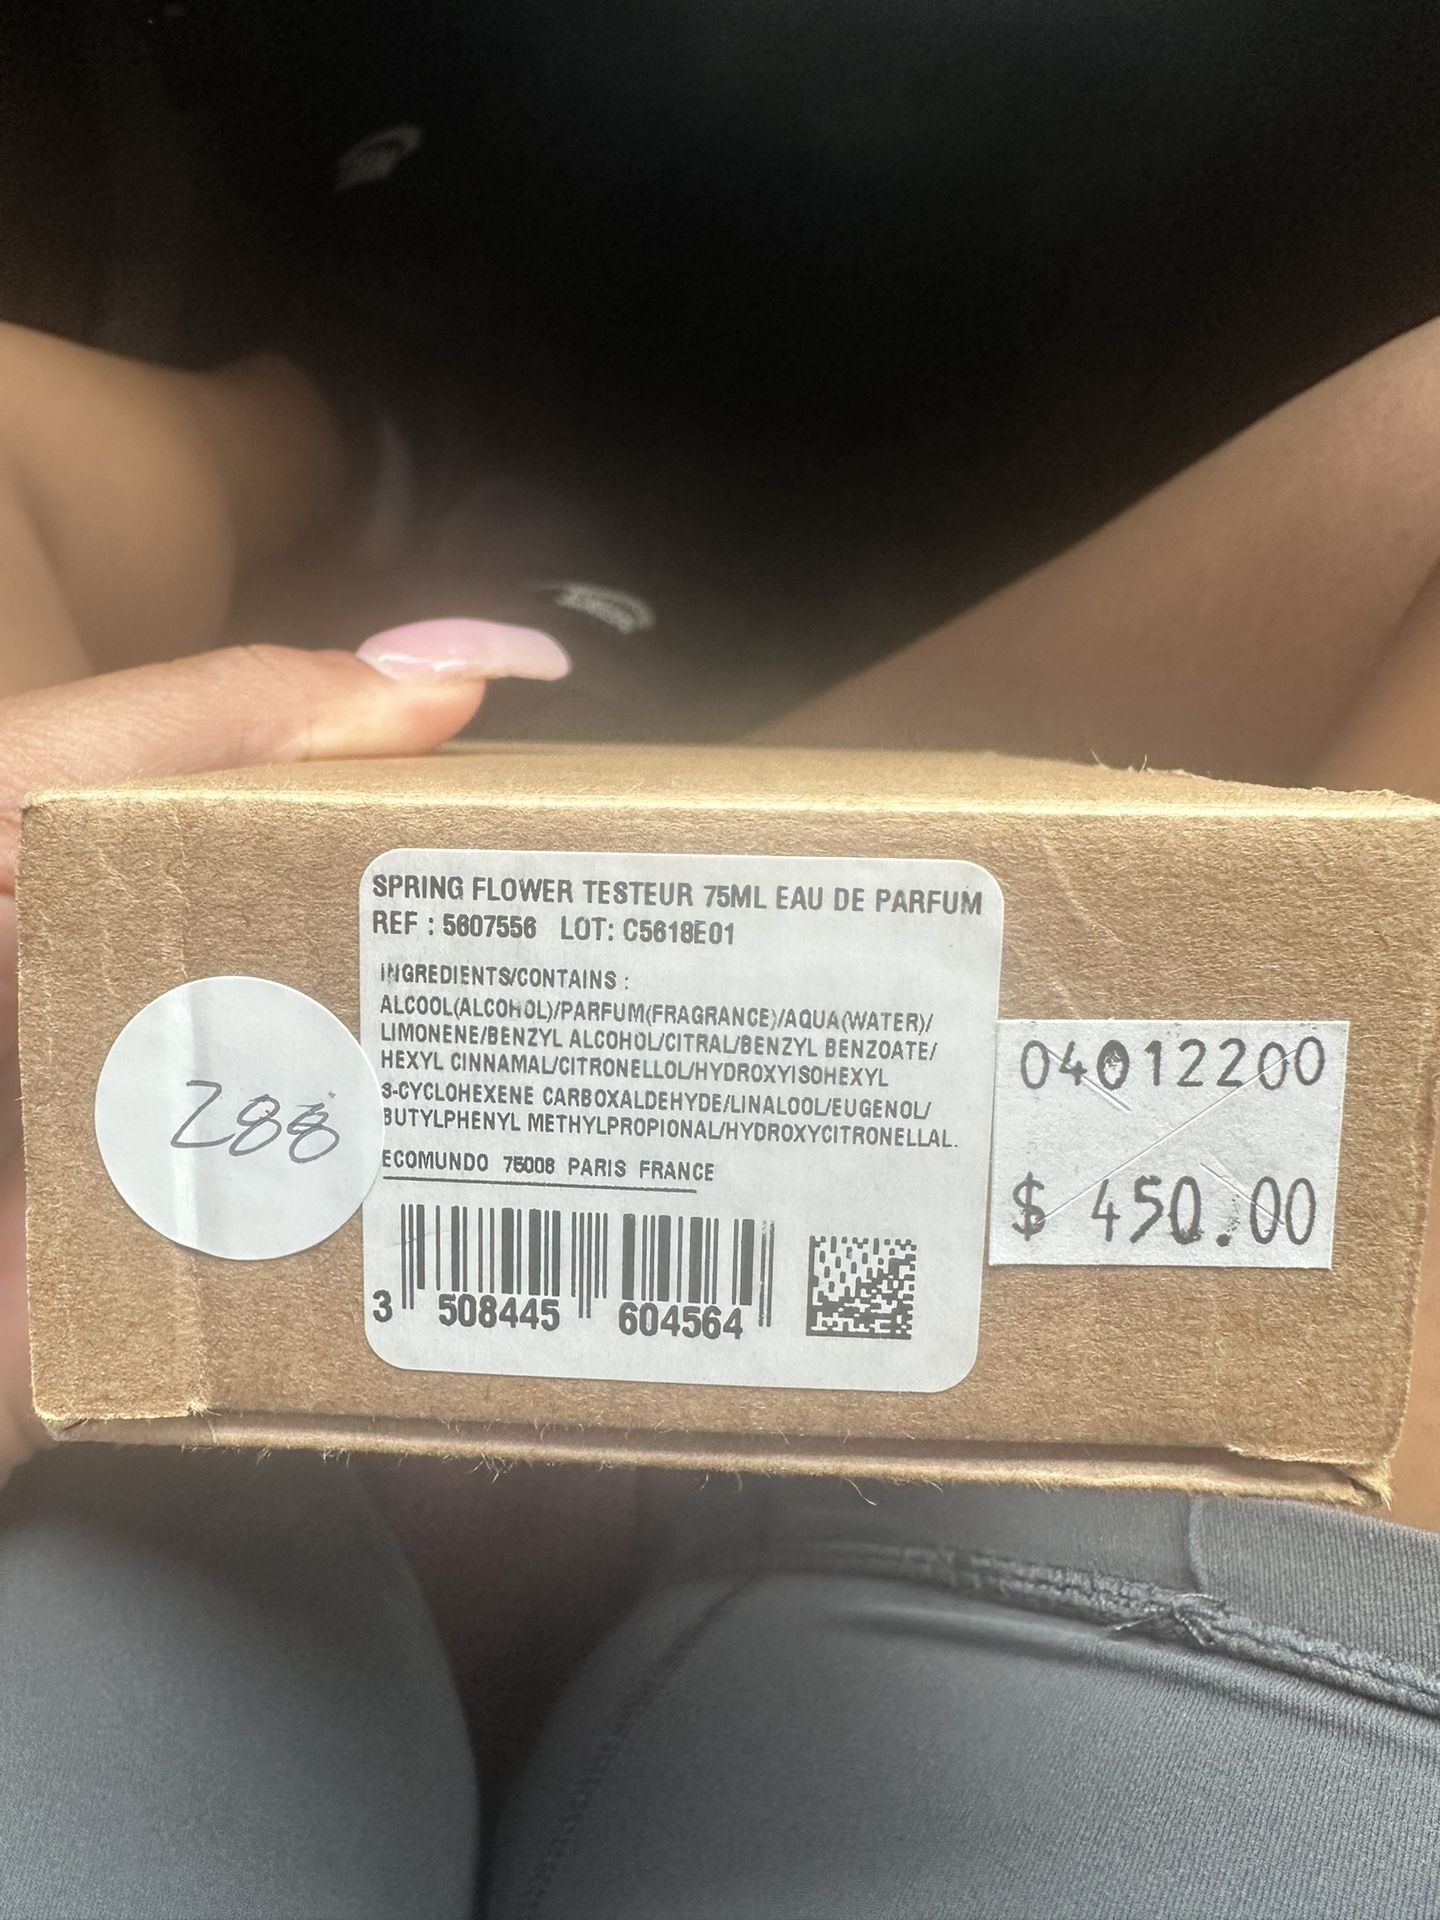 SPRING FLOWER TESTEUR 75ML EAU DE PARFUM
REF : 5607556 LOT: C5618E01
INGREDIENTS/CONTAINS :
ALCOOL(ALCOHOL)/PARFUM(FRAGRANCE)/AQUA(WATER)/
LIMONENE/BENZYL ALCOHOL/CITRAL/BENZYL BENZOATE/
HEXYL CINNAMAL/CITRONELLOL/HYDROXYISOHEXYL
3-CYCLOHEXENE CARBOXALDEHYDE/LINALOOL/EUGENOL/
BUTYLPHENYL METHYLPROPIONAL/HYDROXYCITRONELLAL.
ECOMUNDO 75008 PARIS FRANCE
3 508445 604564
288
04012200
$ 450.00